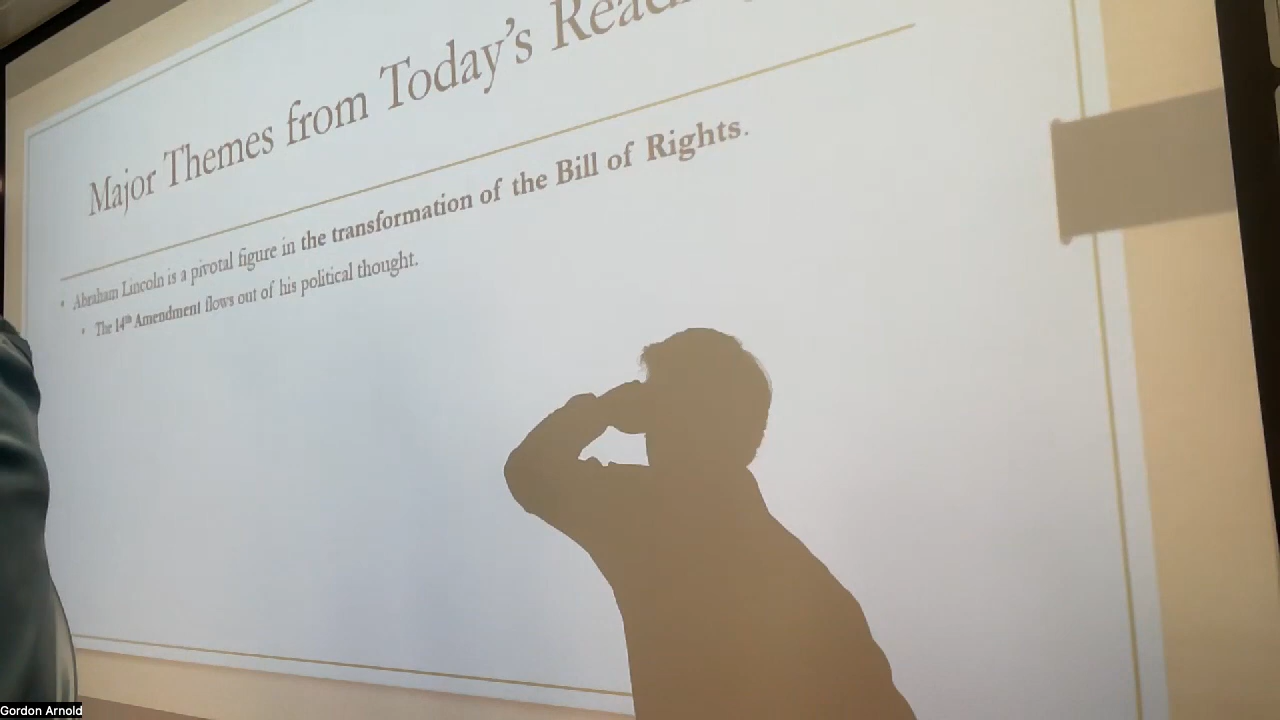 Major Themes from Today's
• Abraham Lincoln is a pivotal figure in the transformation of the Bill of Rights.
• The 14th Amendment flows out of his political thought.
Gordon Arnold